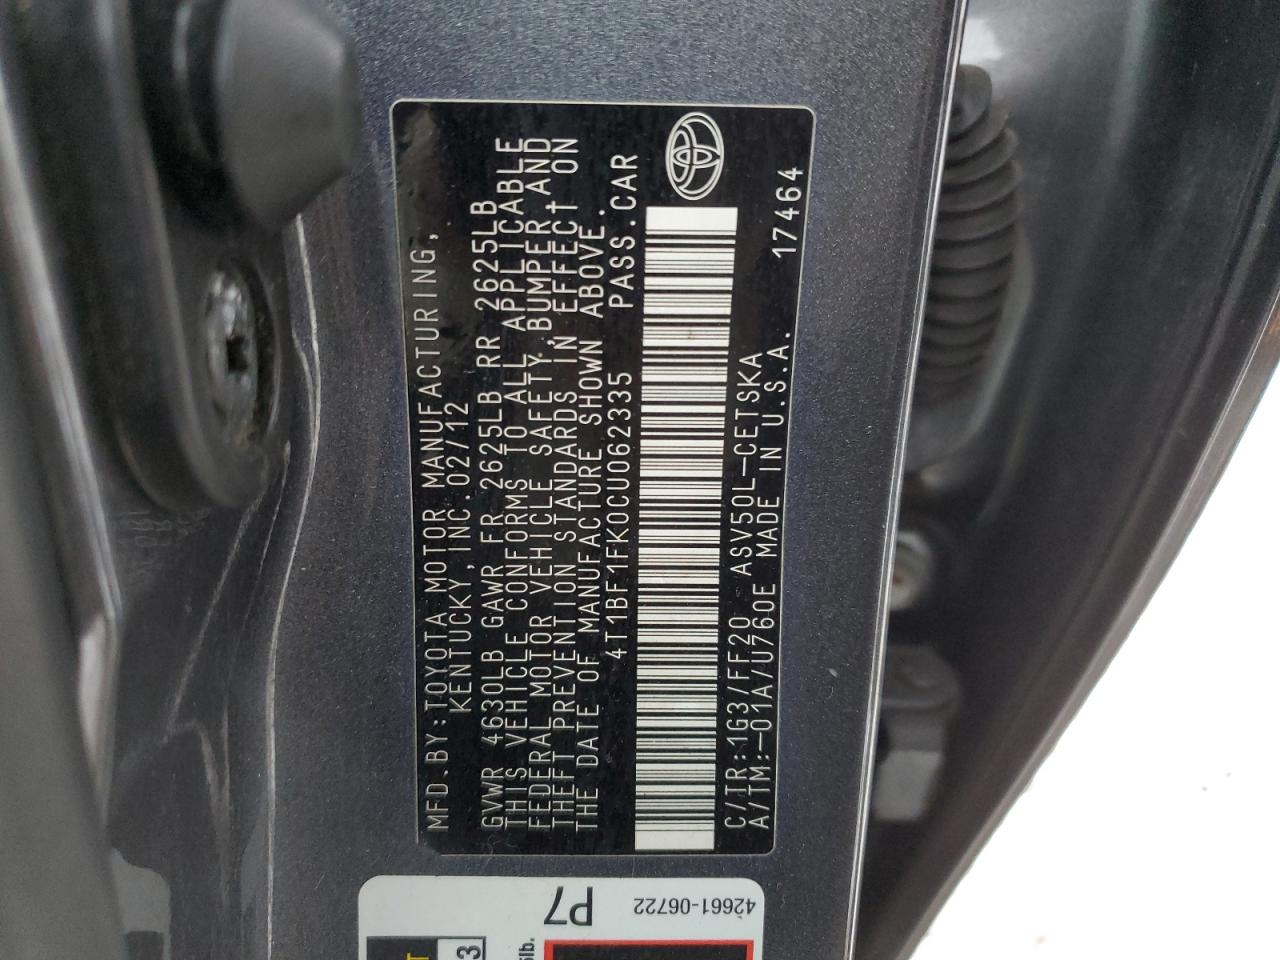 MFD.BY:TOYOTA MOTOR MANUFACTURING,
KENTUCKY,INC.02/12
GVWR 4630LB GAWR FR 2625LB RR 2625LB
THIS VEHICLE CONFORMS TO ALL APPLICABLE
FEDERAL MOTOR VEHICLE SAFETY,BUMPER,AND
THEFT PREVENTION STANDARDS IN EFFECT ON
THE DATE OF MANUFACTURE SHOWN ABOVE.
4T1BF1FK0CU062335 PASS.CAR
C/TR:1G3/FF20 ASV50L-CETSKA
A/TM:-01A/U760E MADE IN U.S.A. 17464
P7
42661-06722